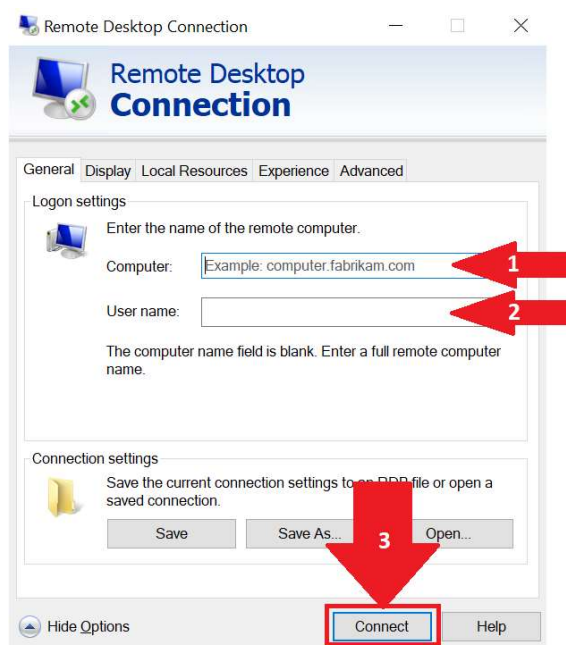 Remote Desktop Connection
Remote Desktop
Connection
General Display Local Resources Experience Advanced
Logon settings
Enter the name of the remote computer.
Computer: Example: computer.fabrikam.com
1
User name:
2
The computer name field is blank. Enter a full remote computer
name.
Connection settings
Save the current connection settings to an RDP file or open a
saved connection.
Save Save As... Open...
3
Hide Options Connect Help